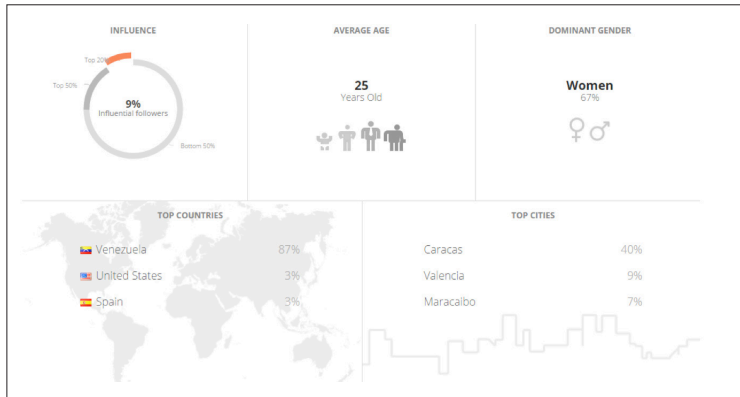 INFLUENCE
Top 20%
Top 50%
9%
Influential followers
Bottom 50%
AVERAGE AGE
25
Years Old
DOMINANT GENDER
Women
67%
TOP COUNTRIES
Venezuela 87%
United States 3%
Spain 3%
TOP CITIES
Caracas 40%
Valencia 9%
Maracaibo 7%